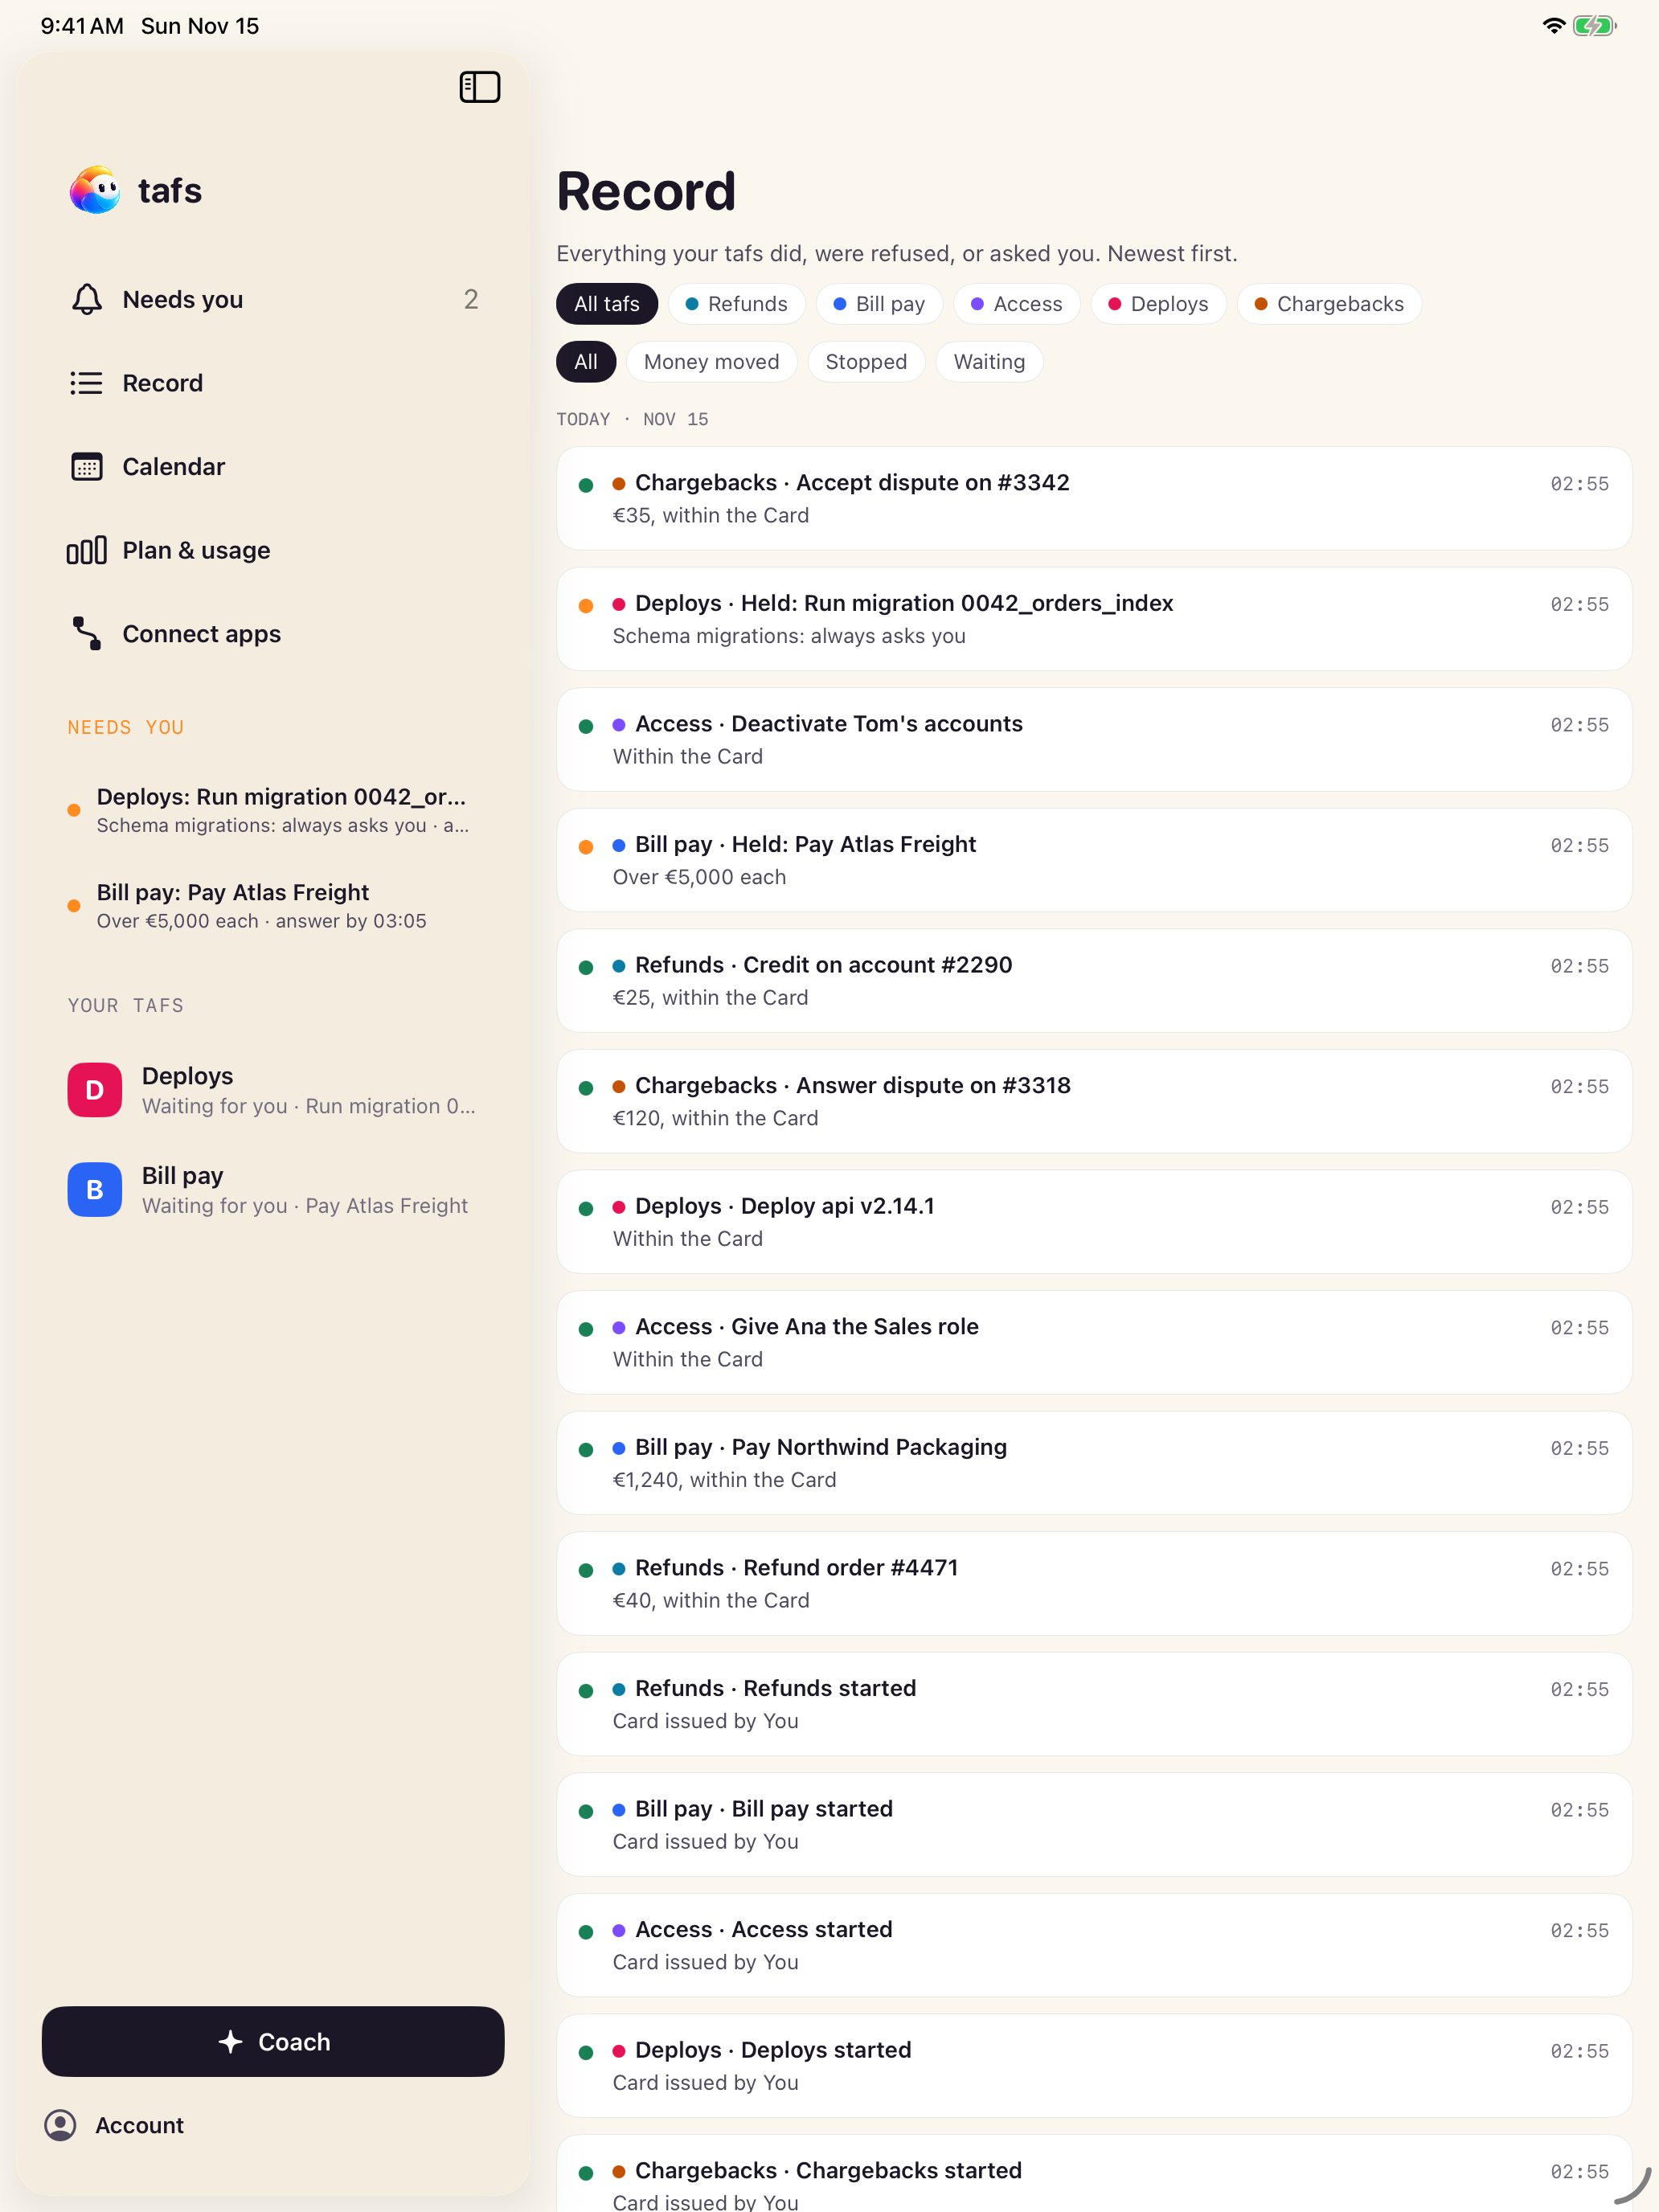 9:41 AM Sun Nov 15
tafs
Needs you 2
Record
Calendar
Plan & usage
Connect apps
NEEDS YOU
Deploys: Run migration 0042_or...
Schema migrations: always asks you · a...
Bill pay: Pay Atlas Freight
Over €5,000 each · answer by 03:05
YOUR TAFS
D
Deploys
Waiting for you · Run migration 0...
B
Bill pay
Waiting for you · Pay Atlas Freight
Coach
Account
Record
Everything your tafs did, were refused, or asked you. Newest first.
All tafs Refunds Bill pay Access Deploys Chargebacks
All Money moved Stopped Waiting
TODAY · NOV 15
Chargebacks · Accept dispute on #3342 02:55
€35, within the Card
Deploys · Held: Run migration 0042_orders_index 02:55
Schema migrations: always asks you
Access · Deactivate Tom's accounts 02:55
Within the Card
Bill pay · Held: Pay Atlas Freight 02:55
Over €5,000 each
Refunds · Credit on account #2290 02:55
€25, within the Card
Chargebacks · Answer dispute on #3318 02:55
€120, within the Card
Deploys · Deploy api v2.14.1 02:55
Within the Card
Access · Give Ana the Sales role 02:55
Within the Card
Bill pay · Pay Northwind Packaging 02:55
€1,240, within the Card
Refunds · Refund order #4471 02:55
€40, within the Card
Refunds · Refunds started 02:55
Card issued by You
Bill pay · Bill pay started 02:55
Card issued by You
Access · Access started 02:55
Card issued by You
Deploys · Deploys started 02:55
Card issued by You
Chargebacks · Chargebacks started 02:55
Card issued by You